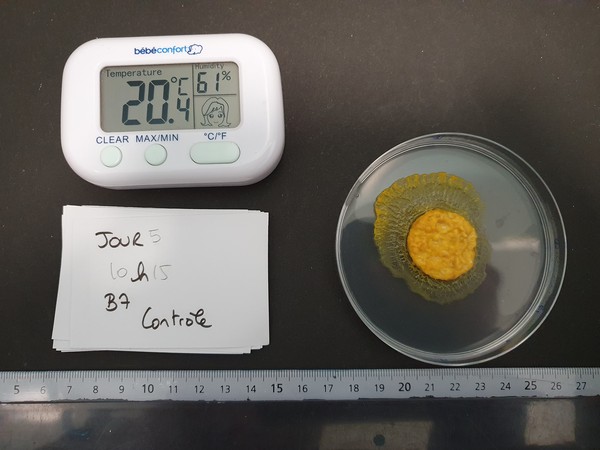 bébéconfort
Temperature
Humidity
20.4 °C
61%
CLEAR MAX/MIN °C/°F
JOUR 5
10h15
B7
Controle
5 6 7 8 9 10 11 12 13 14 15 16 17 18 19 20 21 22 23 24 25 26 27